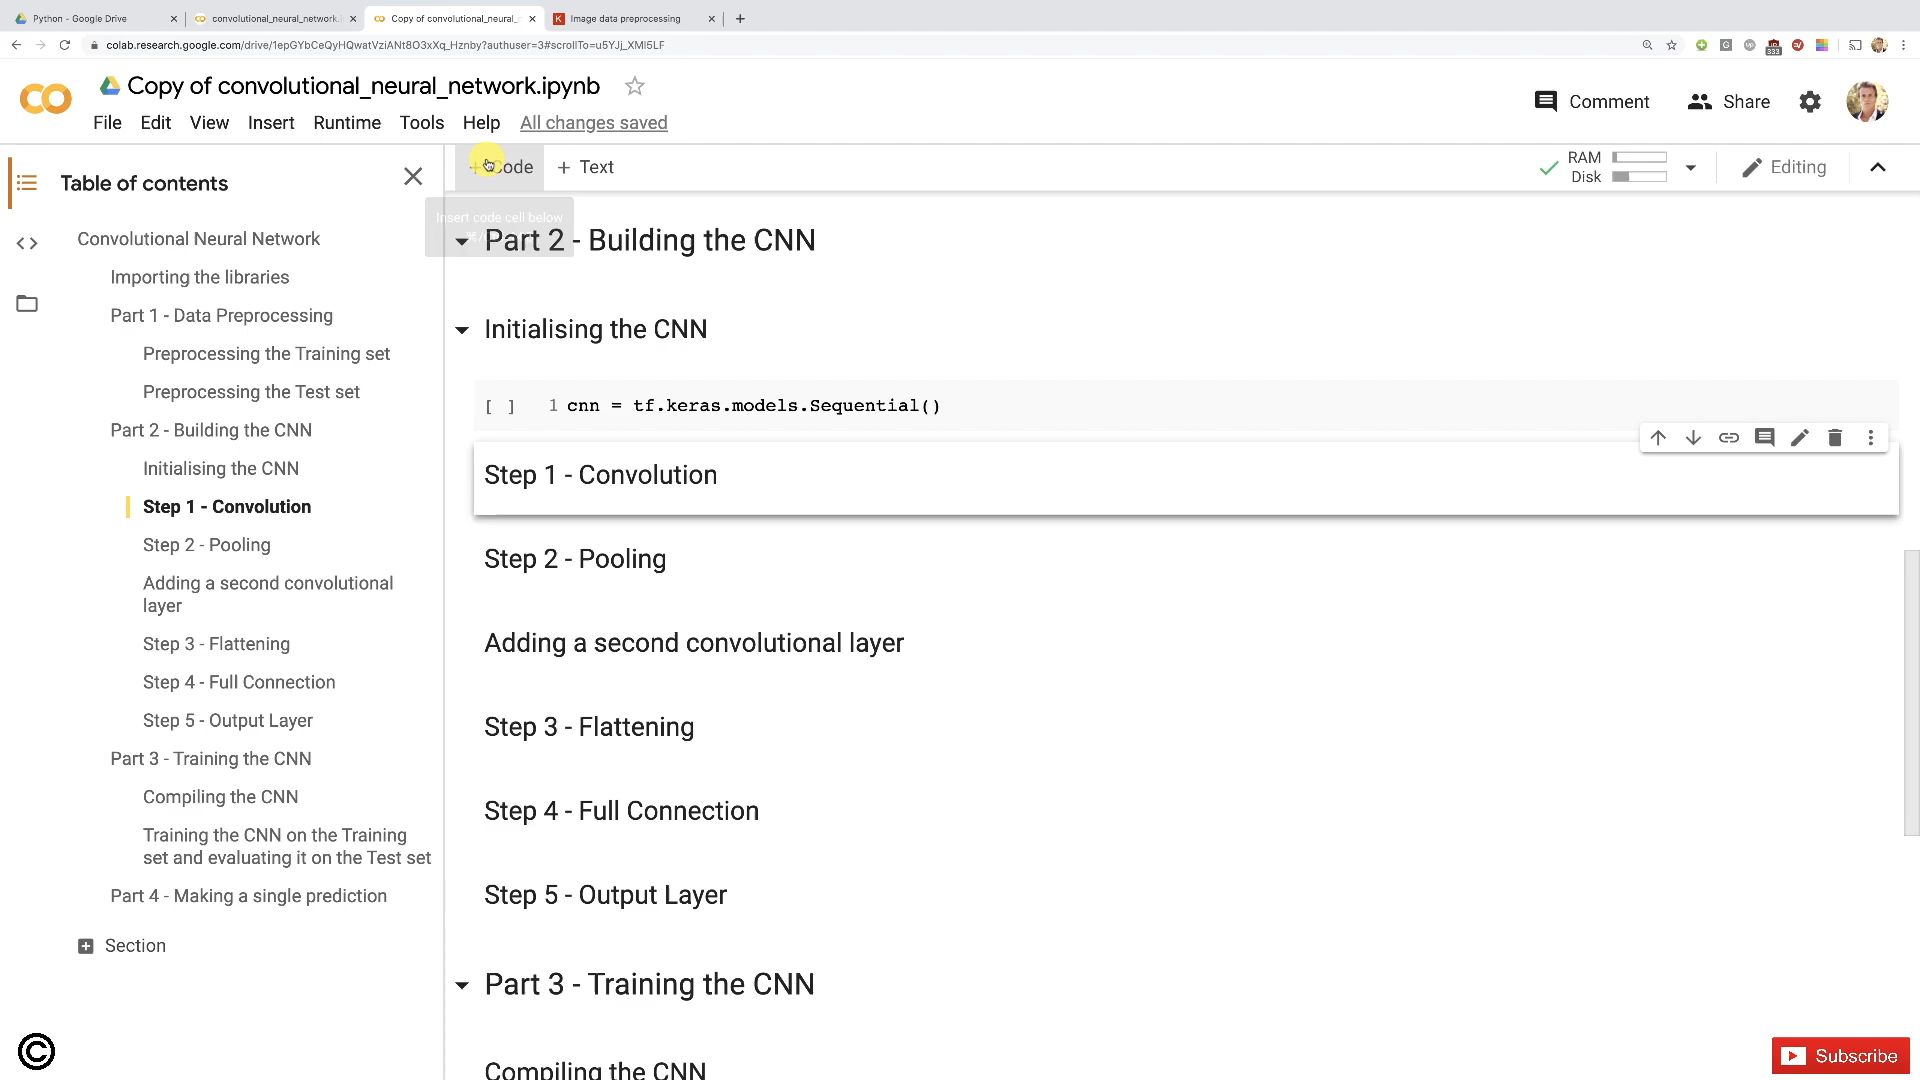 Python - Google Drive
convolutional_neural_network.i
Copy of convolutional_neural_
Image data preprocessing
colab.research.google.com/drive/1epGYbCeQyHQwatVziANt8O3xXq_Hznby?authuser=3#scrollTo=u5YJj_XMl5LF
Copy of convolutional_neural_network.ipynb
Comment
Share
File Edit View Insert Runtime Tools Help All changes saved
+ Code + Text
RAM
Disk
Editing
Insert code cell below
Table of contents
Convolutional Neural Network
Importing the libraries
Part 1 - Data Preprocessing
Preprocessing the Training set
Preprocessing the Test set
Part 2 - Building the CNN
Initialising the CNN
Step 1 - Convolution
Step 2 - Pooling
Adding a second convolutional
layer
Step 3 - Flattening
Step 4 - Full Connection
Step 5 - Output Layer
Part 3 - Training the CNN
Compiling the CNN
Training the CNN on the Training
set and evaluating it on the Test set
Part 4 - Making a single prediction
Section
Part 2 - Building the CNN
Initialising the CNN
[ ] 1 cnn = tf.keras.models.Sequential()
Step 1 - Convolution
Step 2 - Pooling
Adding a second convolutional layer
Step 3 - Flattening
Step 4 - Full Connection
Step 5 - Output Layer
Part 3 - Training the CNN
Compiling the CNN
©
Subscribe